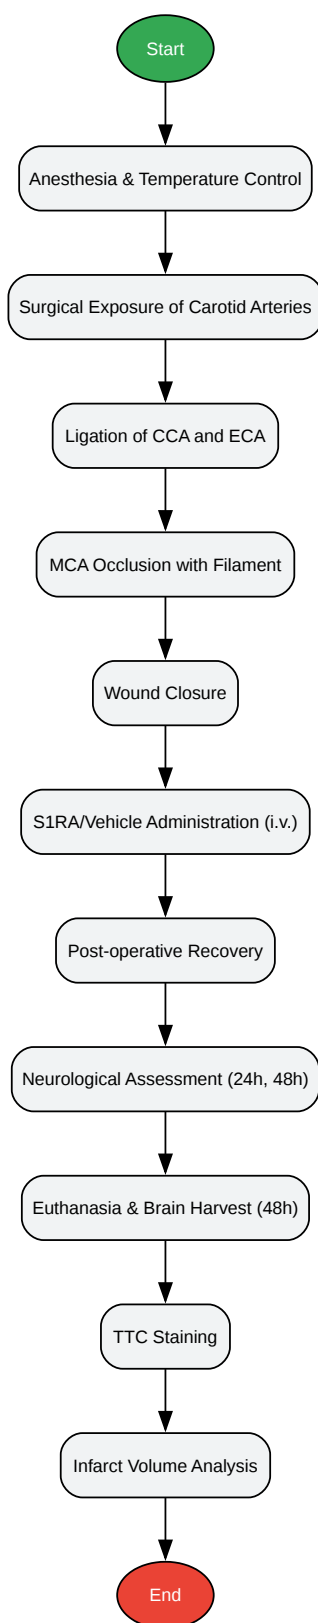 Start
Anesthesia & Temperature Control
Surgical Exposure of Carotid Arteries
Ligation of CCA and ECA
MCA Occlusion with Filament
Wound Closure
S1RA/Vehicle Administration (i.v.)
Post-operative Recovery
Neurological Assessment (24h, 48h)
Euthanasia & Brain Harvest (48h)
TTC Staining
Infarct Volume Analysis
End